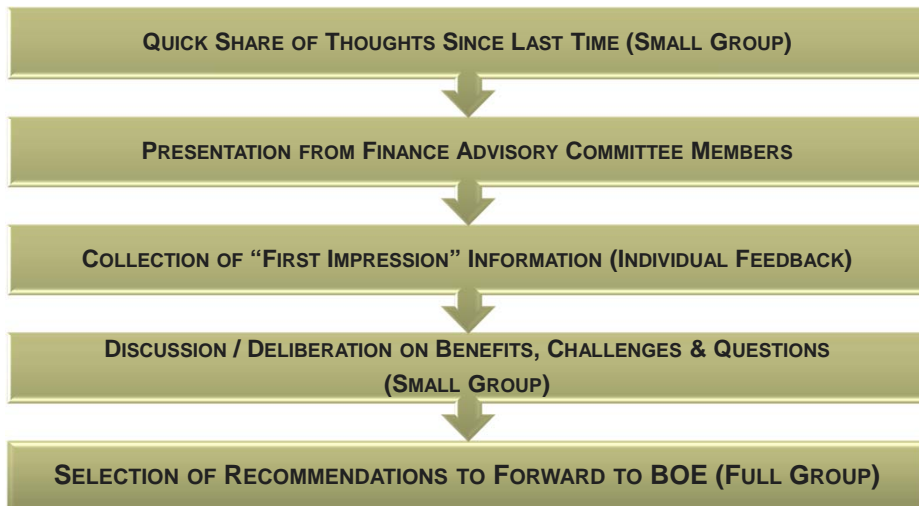 QUICK SHARE OF THOUGHTS SINCE LAST TIME (SMALL GROUP)
PRESENTATION FROM FINANCE ADVISORY COMMITTEE MEMBERS
COLLECTION OF “FIRST IMPRESSION” INFORMATION (INDIVIDUAL FEEDBACK)
DISCUSSION / DELIBERATION ON BENEFITS, CHALLENGES & QUESTIONS
(SMALL GROUP)
SELECTION OF RECOMMENDATIONS TO FORWARD TO BOE (FULL GROUP)